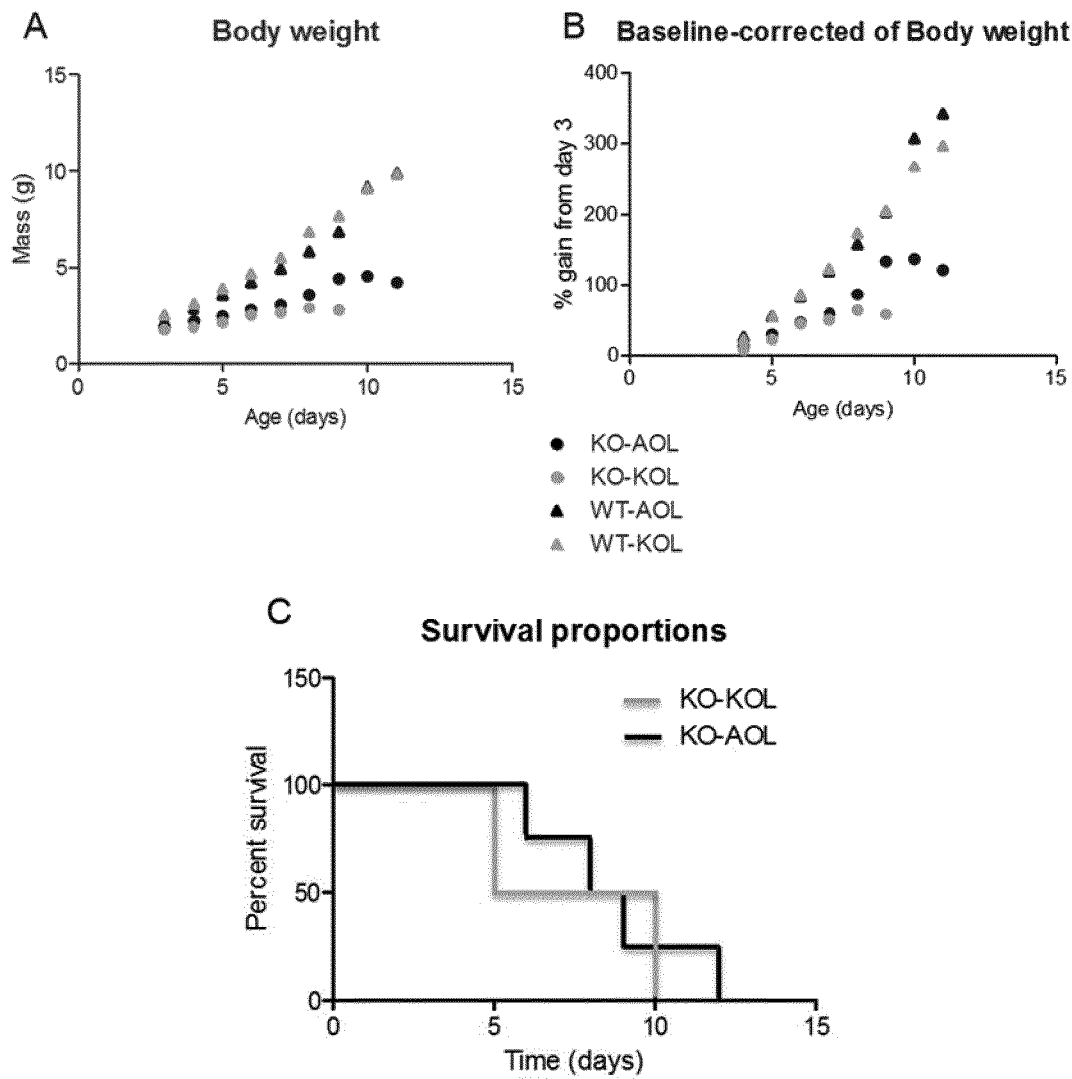 A
Body weight
15
10
5
0
Mass (g)
0 5 10 15
Age (days)
B
Baseline-corrected of Body weight
400
300
200
100
0
% gain from day 3
0 5 10 15
Age (days)
KO-AOL
KO-KOL
WT-AOL
WT-KOL
C
Survival proportions
150
100
50
0
Percent survival
KO-KOL
KO-AOL
0 5 10 15
Time (days)